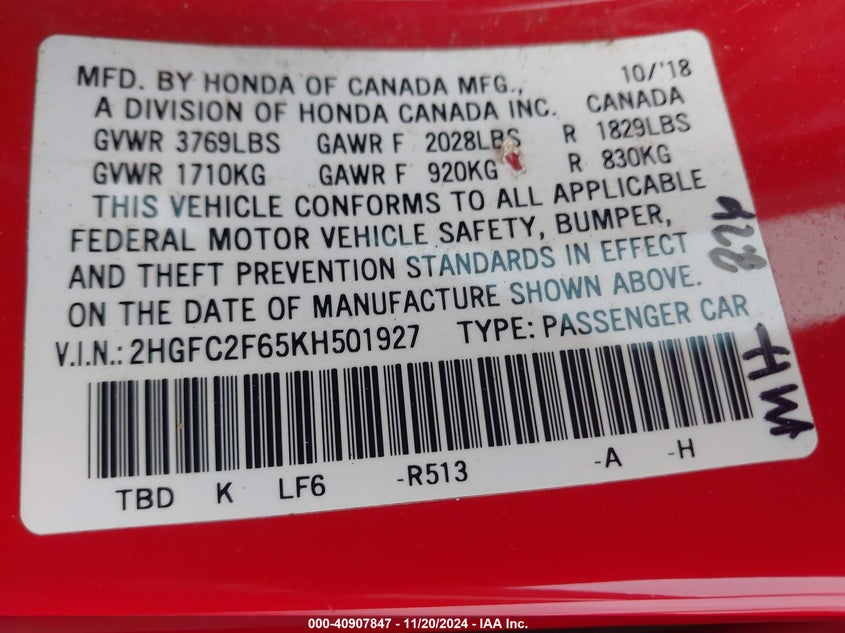 MFD. BY HONDA OF CANADA MFG., 10/'18
A DIVISION OF HONDA CANADA INC. CANADA
GVWR 3769LBS GAWR F 2028LBS R 1829LBS
GVWR 1710KG GAWR F 920KG R 830KG
THIS VEHICLE CONFORMS TO ALL APPLICABLE
FEDERAL MOTOR VEHICLE SAFETY, BUMPER,
AND THEFT PREVENTION STANDARDS IN EFFECT
ON THE DATE OF MANUFACTURE SHOWN ABOVE.
V.I.N.: 2HGFC2F65KH501927 TYPE: PASSENGER CAR
TBD K LF6 -R513 -A -H
000-40907847 - 11/20/2024 - IAA Inc.